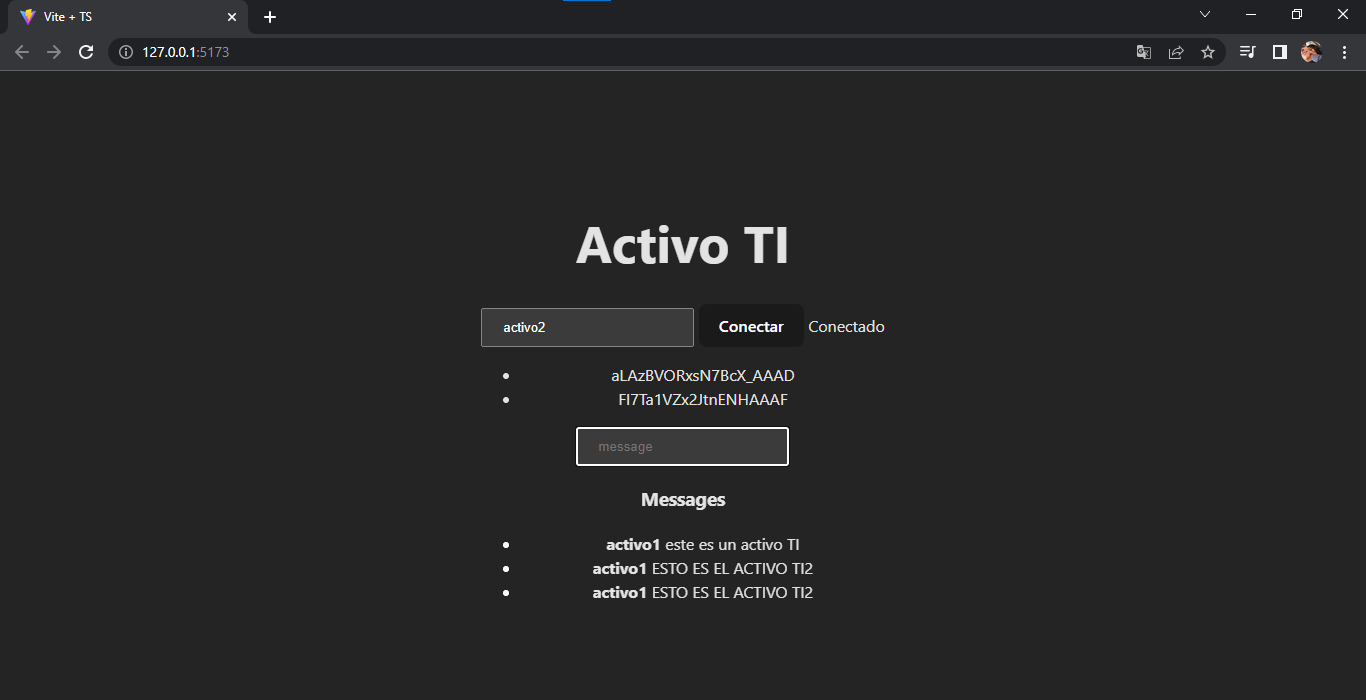 Vite + TS
127.0.0.1:5173
Activo TI
activo2 Conectar Conectado
aLAzBVORxsN7BcX_AAAD
FI7Ta1VZx2JtnENHAAAF
message
Messages
activo1 este es un activo TI
activo1 ESTO ES EL ACTIVO TI2
activo1 ESTO ES EL ACTIVO TI2